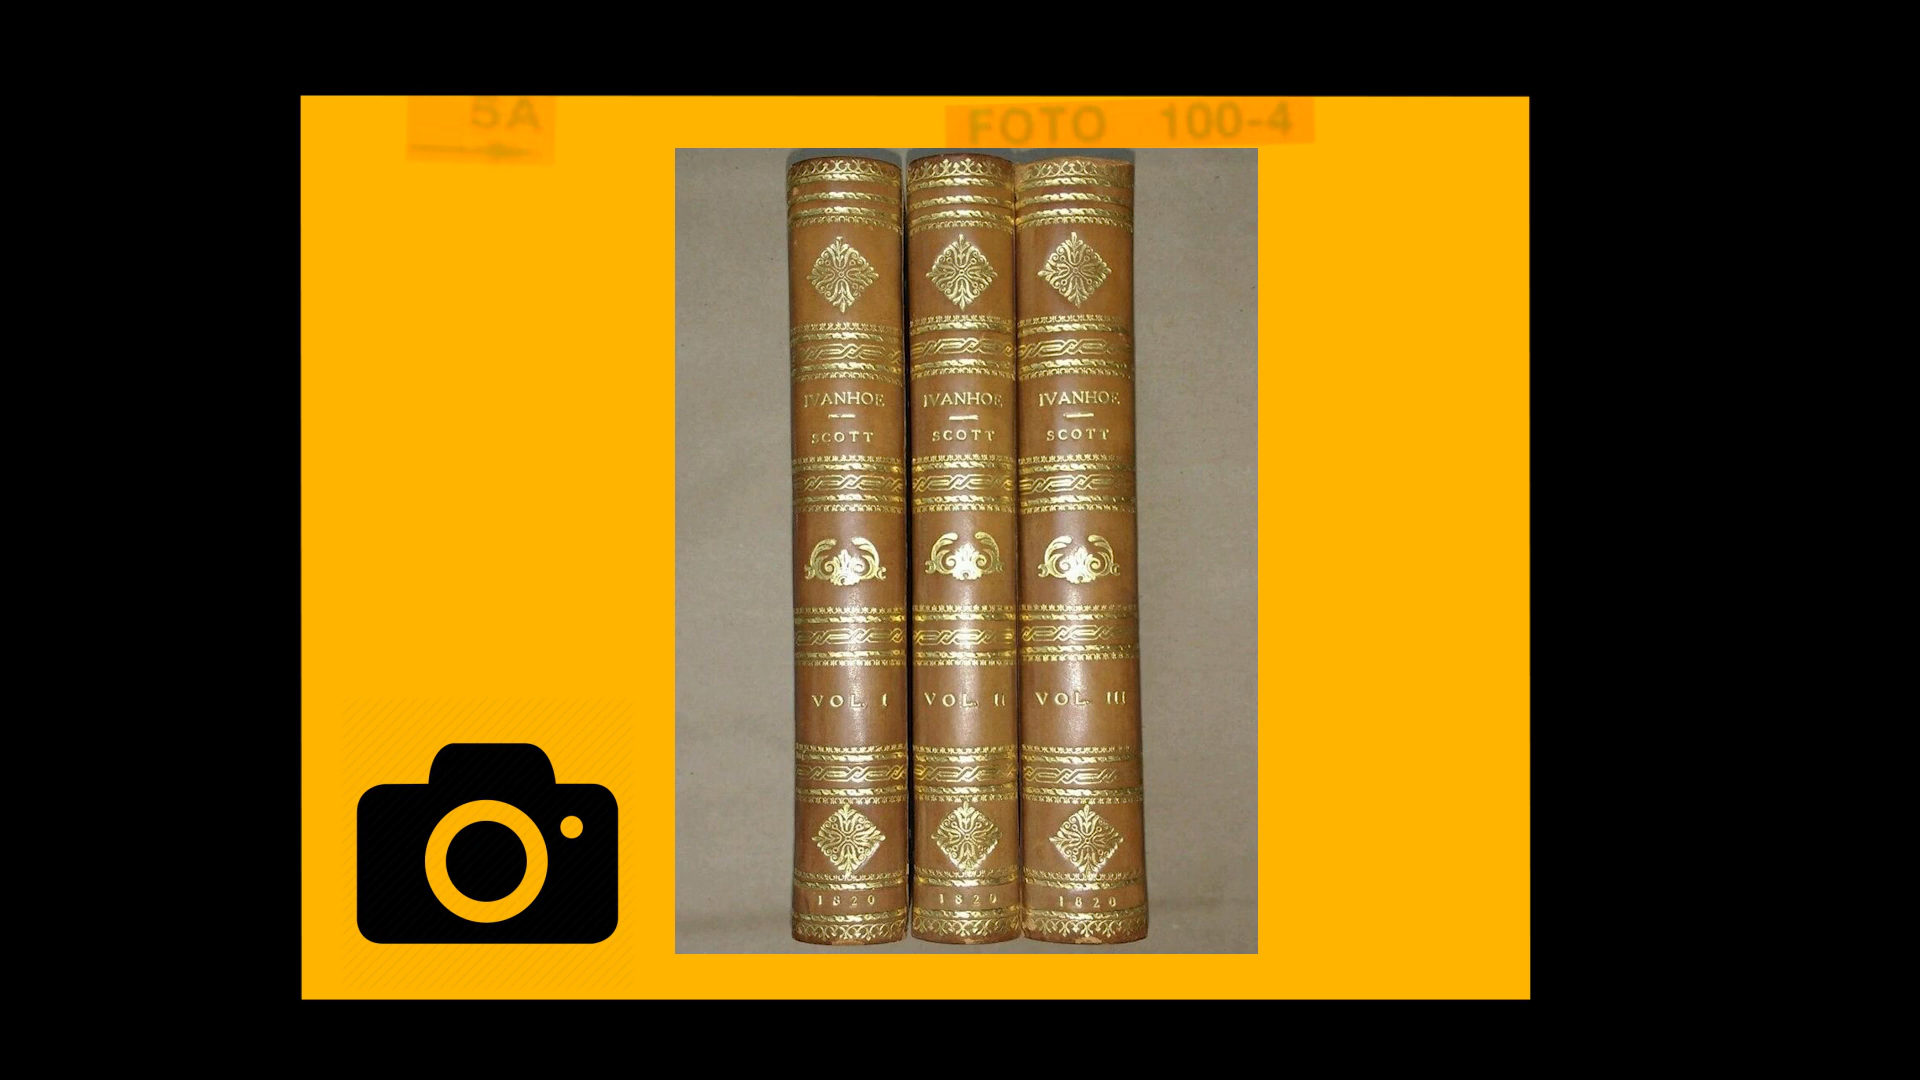 5A
FOTO 100-4
IVANHOE
SCOTT
VOL. I
1820
IVANHOE
SCOTT
VOL. II
1820
IVANHOE
SCOTT
VOL. III
1820